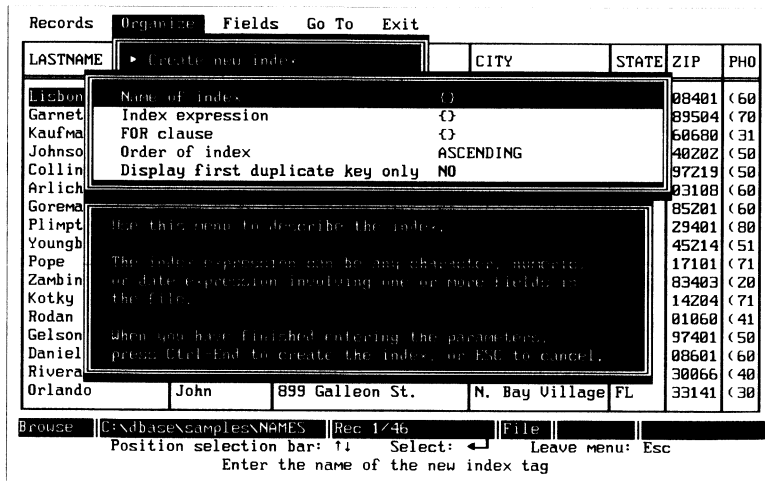 Records Organize Fields Go To Exit
▸ Create new index
LASTNAME CITY STATE ZIP PHO
Name of index {}
Index expression {}
FOR clause {}
Order of index ASCENDING
Display first duplicate key only NO
Lisbon 08401 (60
Garnet 89504 (70
Kaufma 60680 (31
Johnso 40202 (50
Collin 97219 (50
Arlich 03108 (60
Gorema 85201 (60
Plimpt 29401 (80
Youngb 45214 (51
Pope 17101 (71
Zambin 83403 (20
Kotky 14204 (71
Rodan 01060 (41
Gelson 97401 (50
Daniel 08601 (60
Rivera 30066 (40
Orlando John 899 Galleon St. N. Bay Village FL 33141 (30
Use this menu to describe the index.
The index expression can be any character, numeric,
or date expression involving one or more fields in
the file.
When you have finished entering the parameters,
press Ctrl-End to create the index, or ESC to cancel.
Browse C:\dbase\samples\NAMES Rec 1/46 File
Position selection bar: ↑↓ Select: ↵ Leave menu: Esc
Enter the name of the new index tag